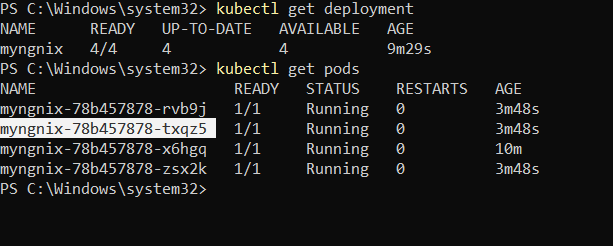 PS C:\Windows\system32> kubectl get deployment
NAME      READY   UP-TO-DATE   AVAILABLE   AGE
myngnix   4/4     4            4           9m29s
PS C:\Windows\system32> kubectl get pods
NAME                      READY   STATUS    RESTARTS   AGE
myngnix-78b457878-rvb9j   1/1     Running   0          3m48s
myngnix-78b457878-txqz5   1/1     Running   0          3m48s
myngnix-78b457878-x6hgq   1/1     Running   0          10m
myngnix-78b457878-zsx2k   1/1     Running   0          3m48s
PS C:\Windows\system32>